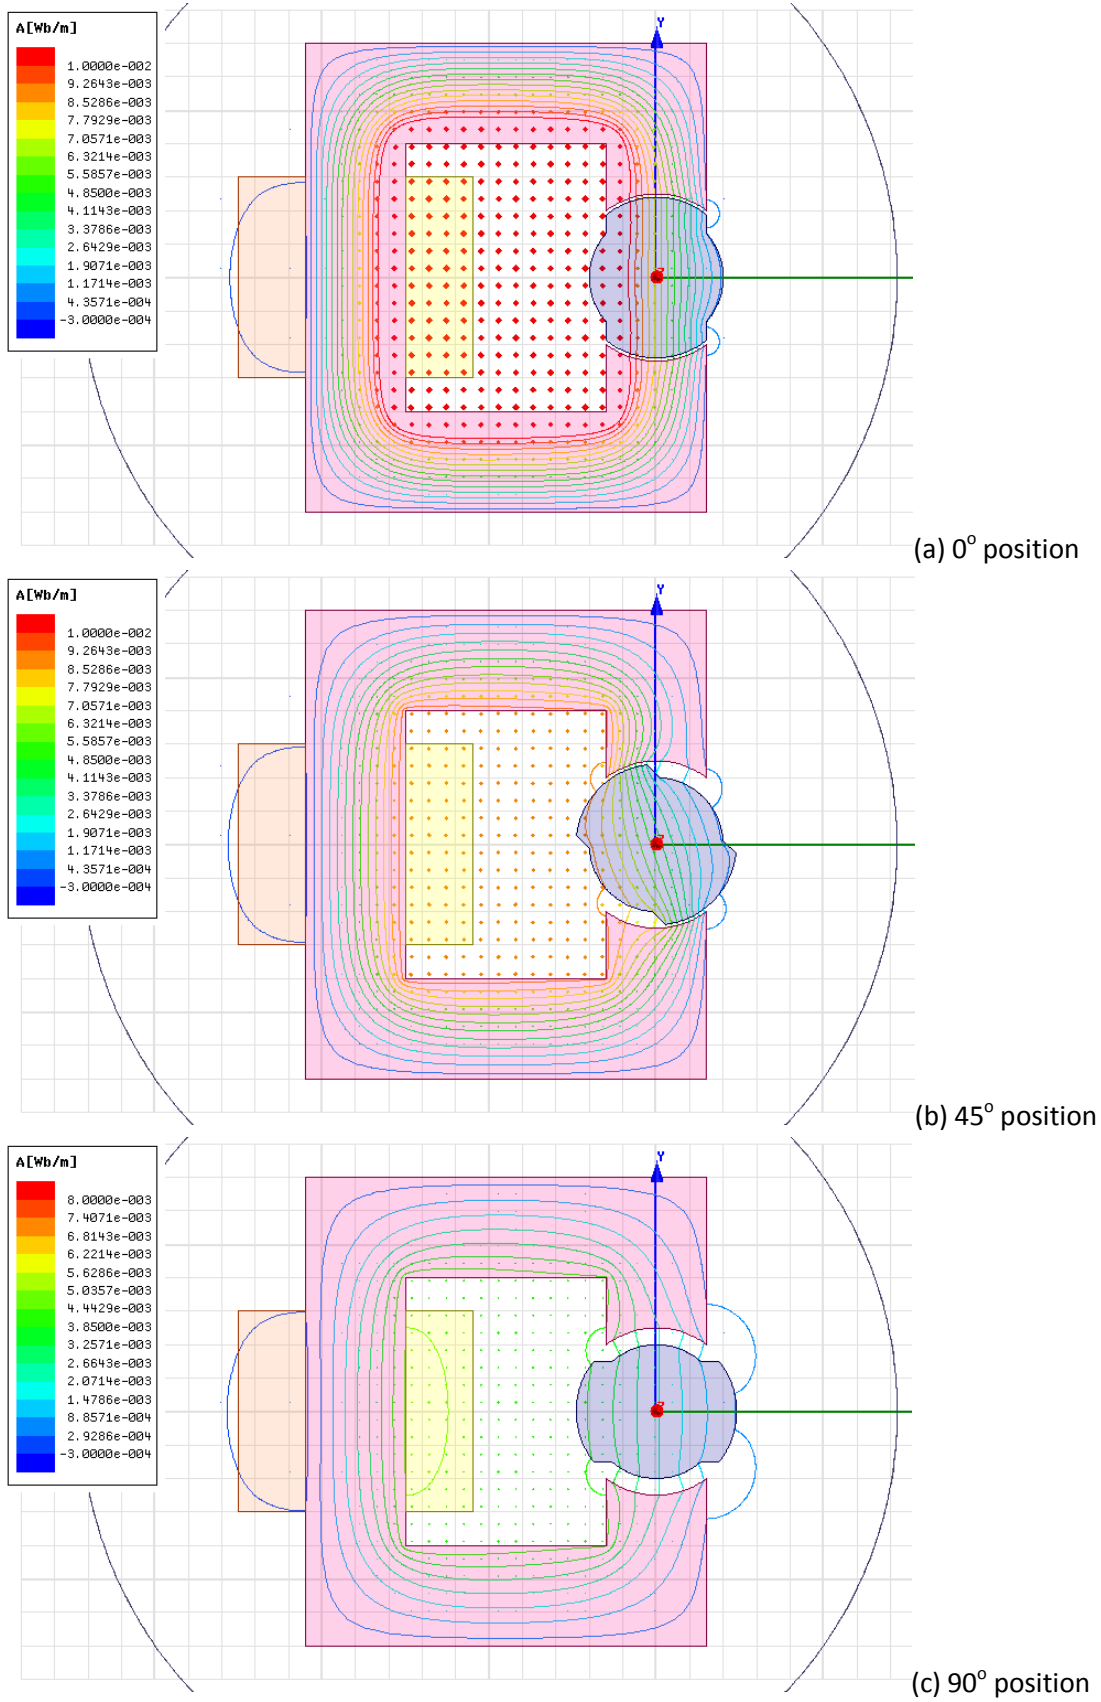 A[Wb/m]
1.0000e-002
9.2643e-003
8.5286e-003
7.7929e-003
7.0571e-003
6.3214e-003
5.5857e-003
4.8500e-003
4.1143e-003
3.3786e-003
2.6429e-003
1.9071e-003
1.1714e-003
4.3571e-004
-3.0000e-004
Y
(a) 0° position
A[Wb/m]
1.0000e-002
9.2643e-003
8.5286e-003
7.7929e-003
7.0571e-003
6.3214e-003
5.5857e-003
4.8500e-003
4.1143e-003
3.3786e-003
2.6429e-003
1.9071e-003
1.1714e-003
4.3571e-004
-3.0000e-004
Y
(b) 45° position
A[Wb/m]
8.0000e-003
7.4071e-003
6.8143e-003
6.2214e-003
5.6286e-003
5.0357e-003
4.4429e-003
3.8500e-003
3.2571e-003
2.6643e-003
2.0714e-003
1.4786e-003
8.8571e-004
2.9286e-004
-3.0000e-004
Y
(c) 90° position